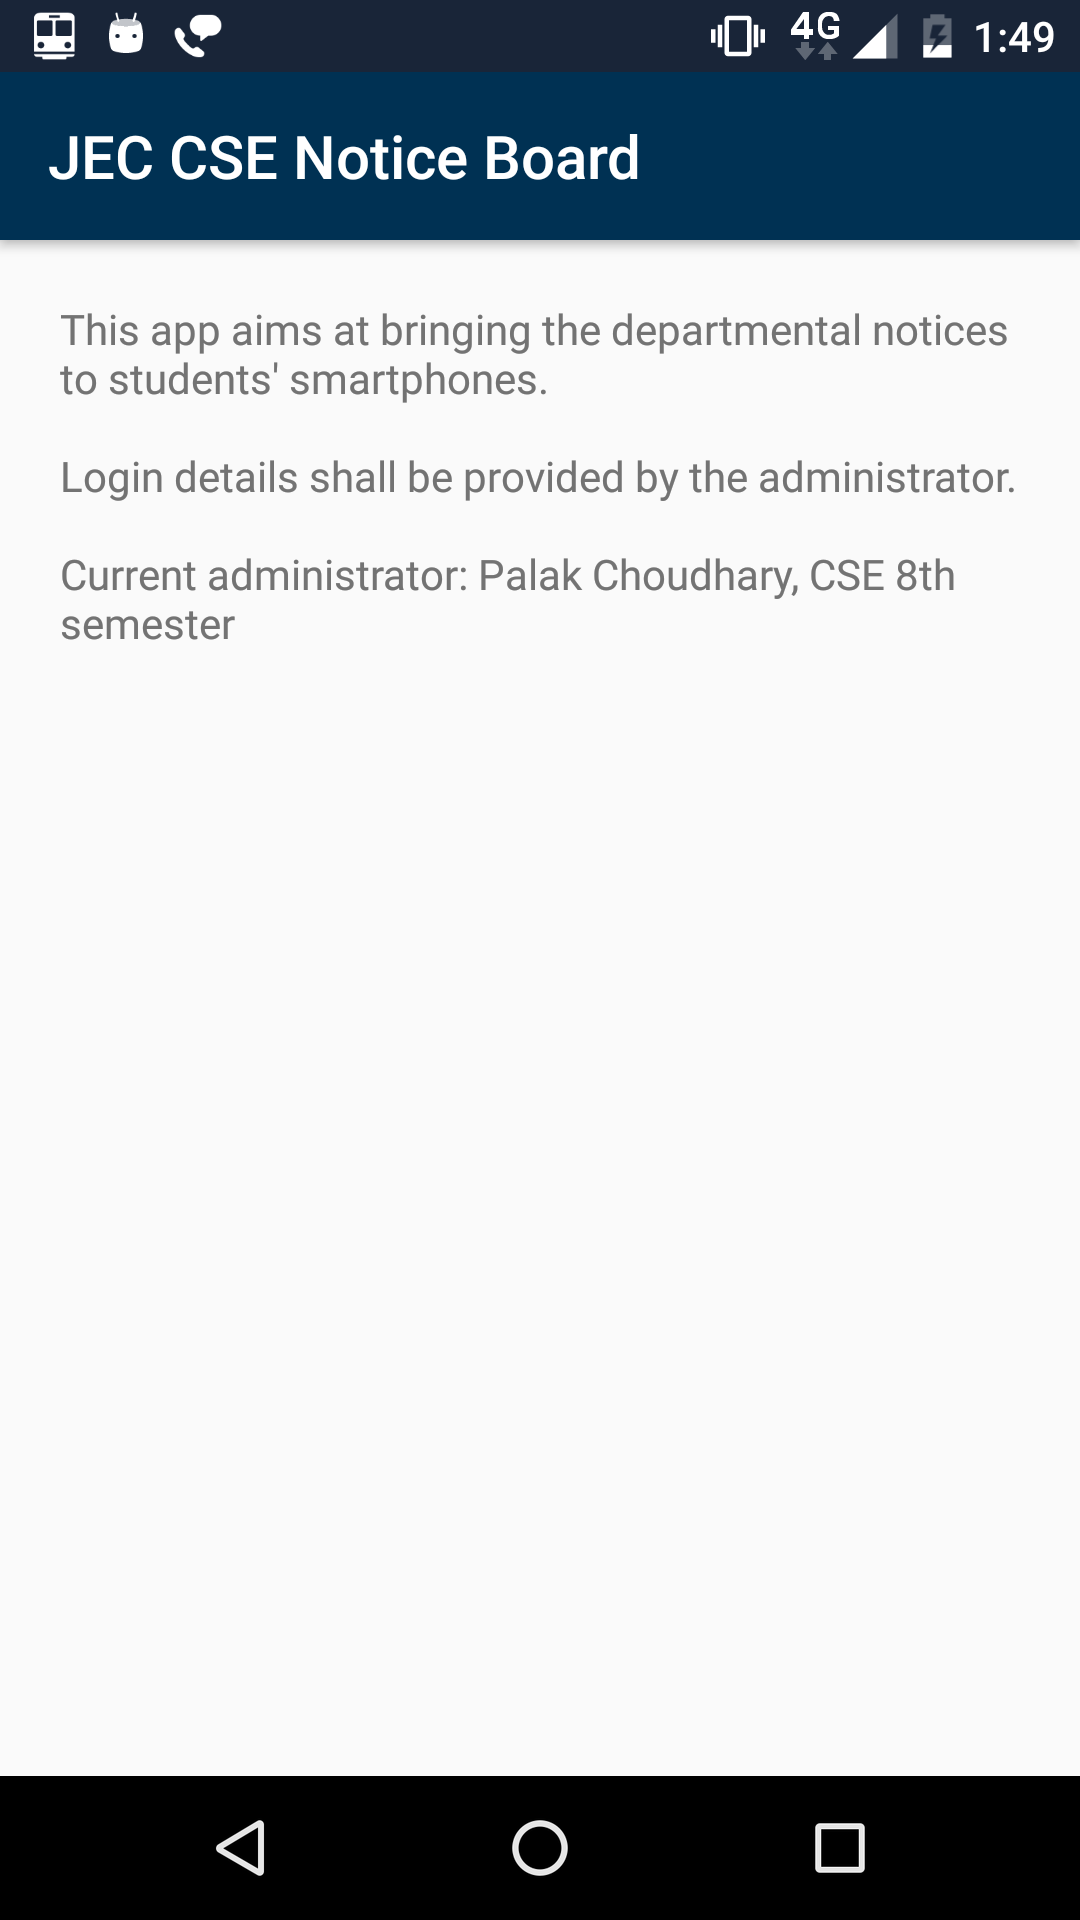 4G 1:49
JEC CSE Notice Board
This app aims at bringing the departmental notices
to students' smartphones.
Login details shall be provided by the administrator.
Current administrator: Palak Choudhary, CSE 8th
semester